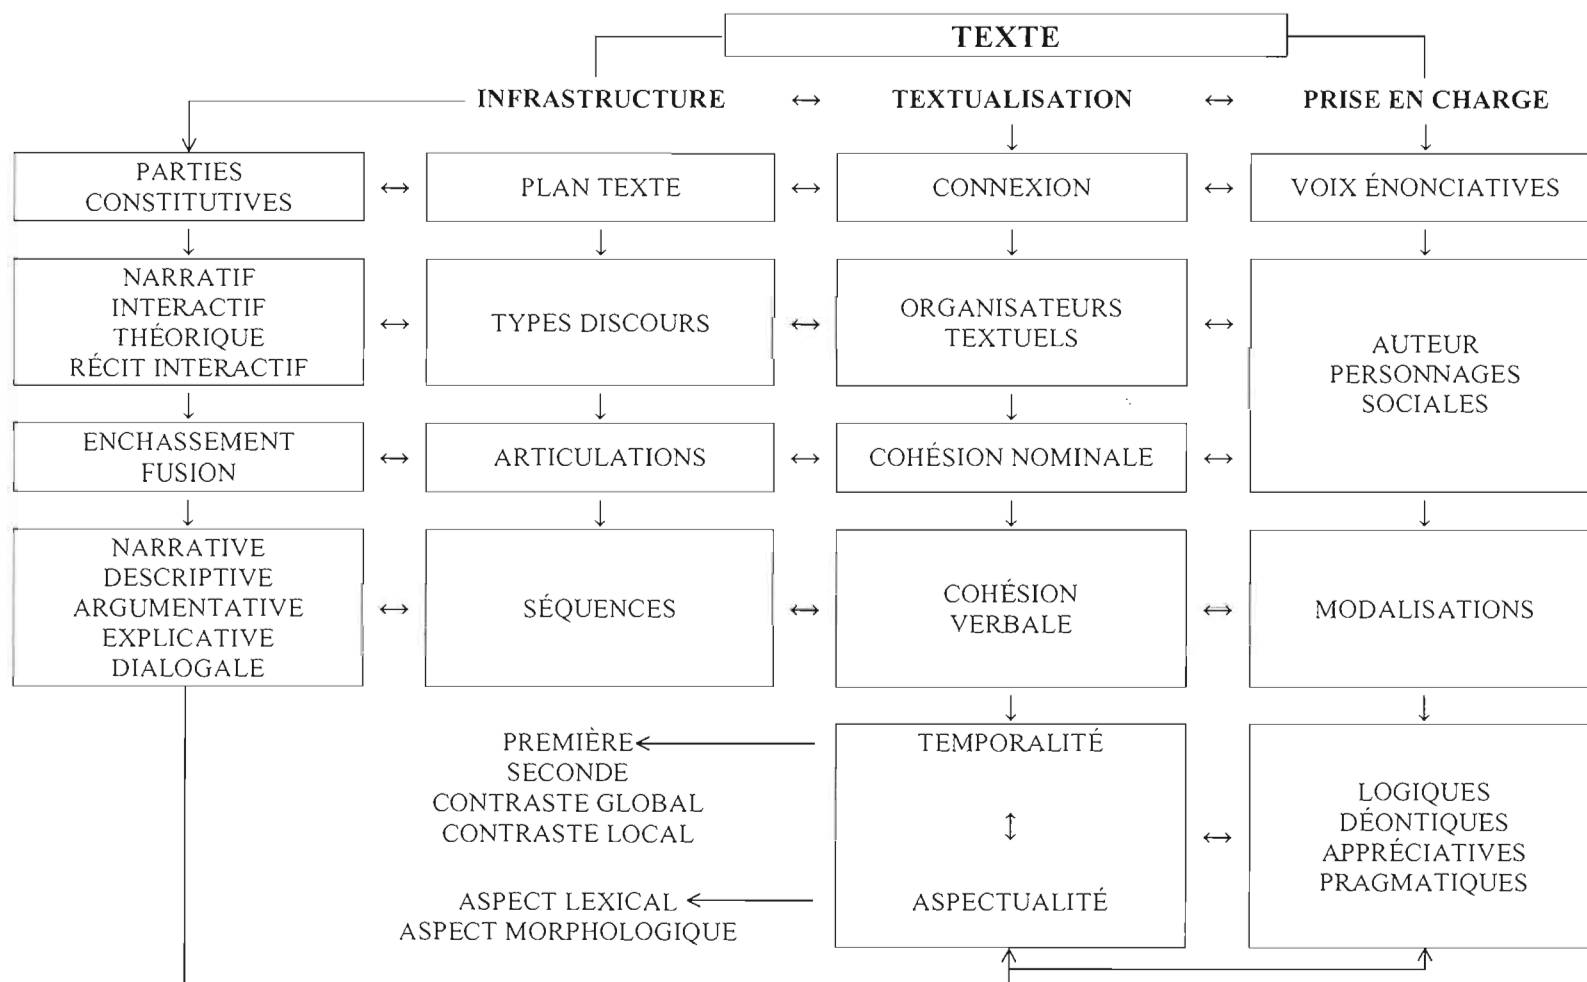 TEXTE
INFRASTRUCTURE ↔ TEXTUALISATION ↔ PRISE EN CHARGE
PARTIES
CONSTITUTIVES
↔ PLAN TEXTE ↔ CONNEXION ↔ VOIX ÉNONCIATIVES
NARRATIF
INTERACTIF
THÉORIQUE
RÉCIT INTERACTIF
↔ TYPES DISCOURS ↔
ORGANISATEURS
TEXTUELS
↔
AUTEUR
PERSONNAGES
SOCIALES
ENCHASSEMENT
FUSION
↔ ARTICULATIONS ↔ COHÉSION NOMINALE ↔
NARRATIVE
DESCRIPTIVE
ARGUMENTATIVE
EXPLICATIVE
DIALOGALE
↔ SÉQUENCES ↔
COHÉSION
VERBALE
↔ MODALISATIONS
PREMIÈRE
SECONDE
CONTRASTE GLOBAL
CONTRASTE LOCAL
TEMPORALITÉ
↕
ASPECTUALITÉ
ASPECT LEXICAL
ASPECT MORPHOLOGIQUE
↔
LOGIQUES
DÉONTIQUES
APPRÉCIATIVES
PRAGMATIQUES